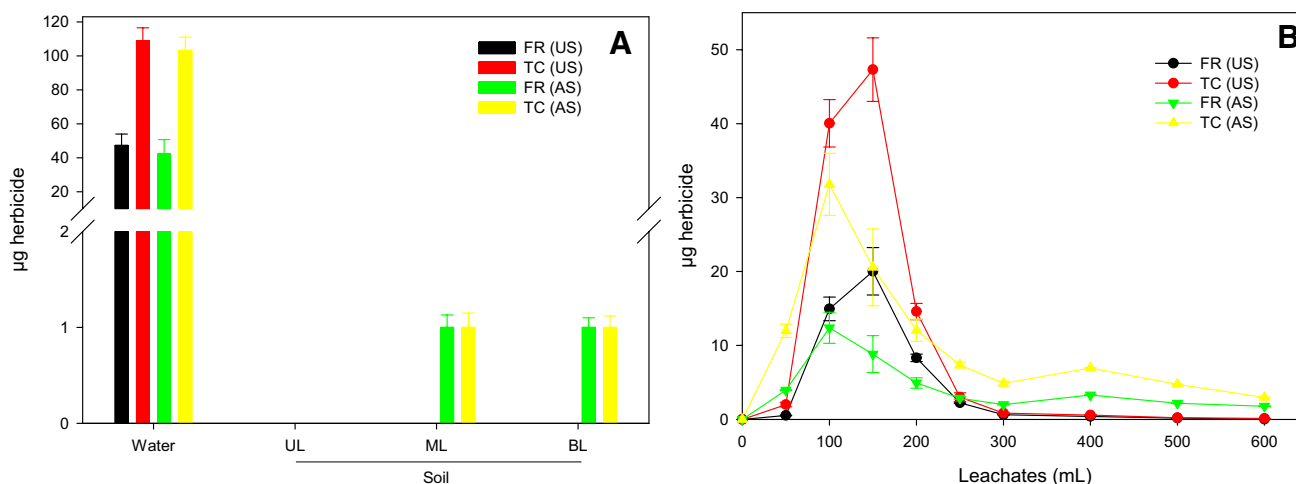 A
FR (US)
TC (US)
FR (AS)
TC (AS)
µg herbicide
120
100
80
60
40
20
2
1
0
Water UL ML BL
Soil
B
FR (US)
TC (US)
FR (AS)
TC (AS)
µg herbicide
50
40
30
20
10
0
0 100 200 300 400 500 600
Leachates (mL)